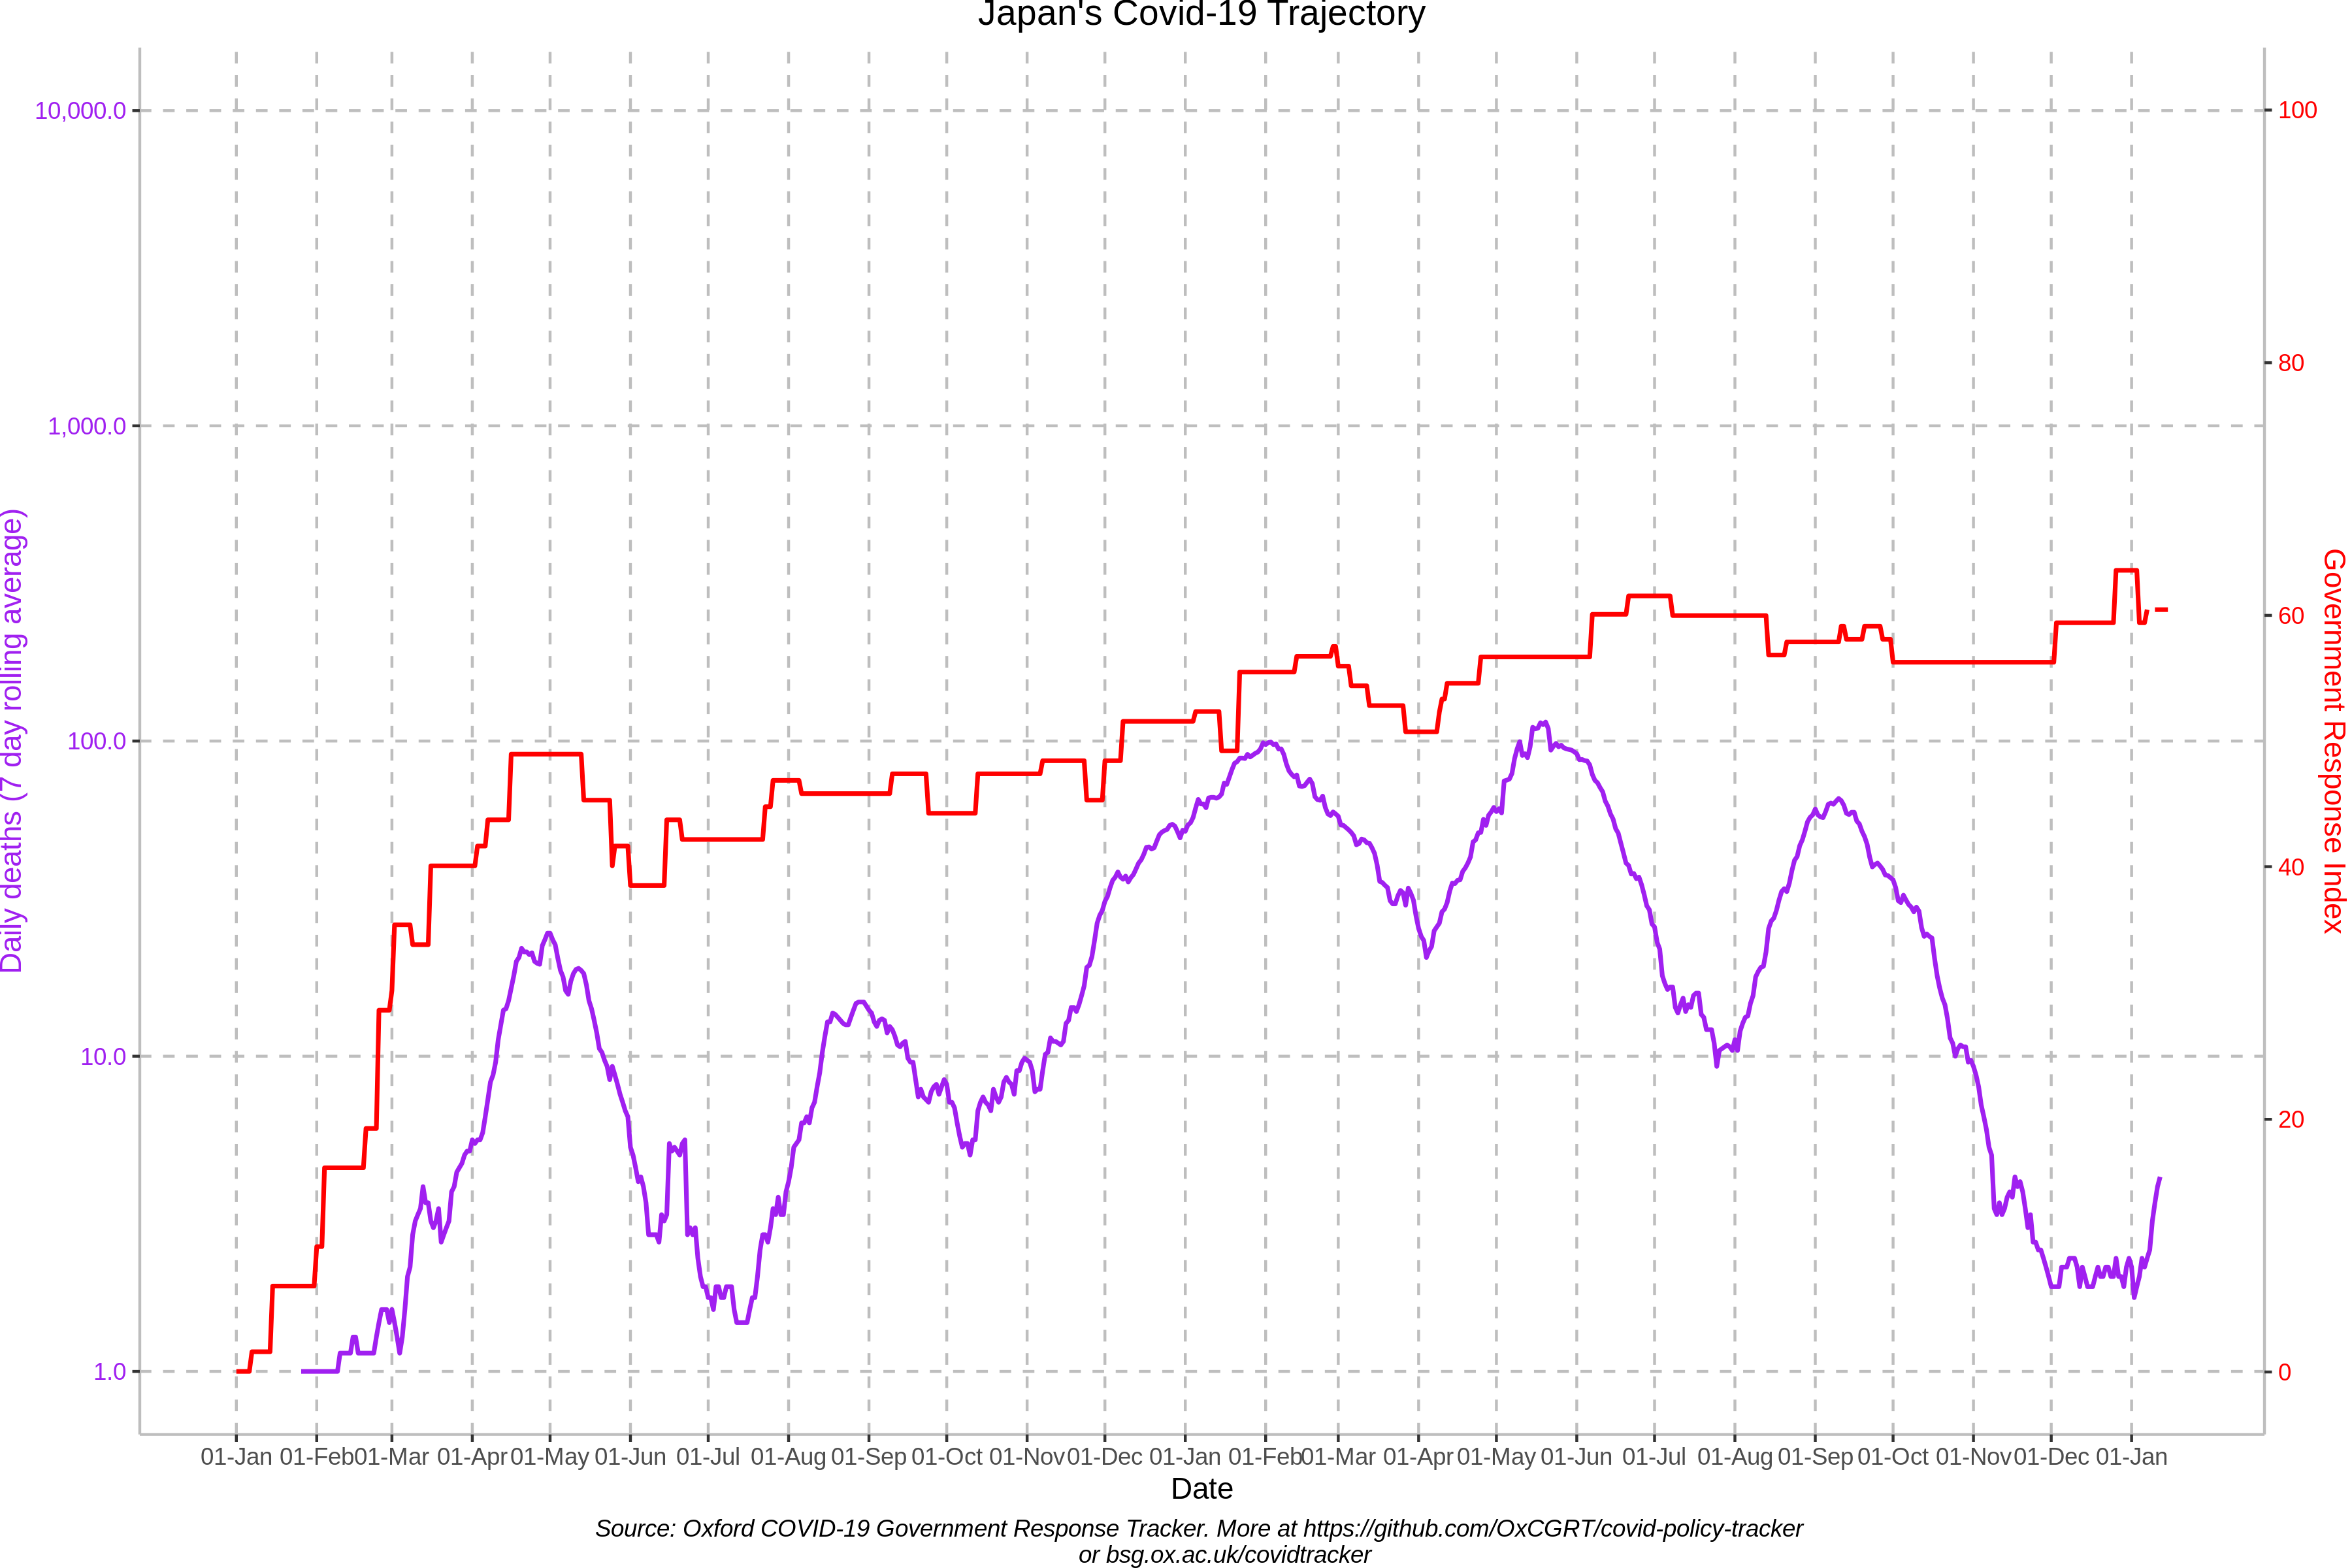 Japan's Covid-19 Trajectory
10,000.0
1,000.0
100.0
10.0
1.0
Daily deaths (7 day rolling average)
100
80
60
40
20
0
Government Response Index
01-Jan 01-Feb 01-Mar 01-Apr 01-May 01-Jun 01-Jul 01-Aug 01-Sep 01-Oct 01-Nov 01-Dec 01-Jan 01-Feb 01-Mar 01-Apr 01-May 01-Jun 01-Jul 01-Aug 01-Sep 01-Oct 01-Nov 01-Dec 01-Jan
Date
Source: Oxford COVID-19 Government Response Tracker. More at https://github.com/OxCGRT/covid-policy-tracker
or bsg.ox.ac.uk/covidtracker